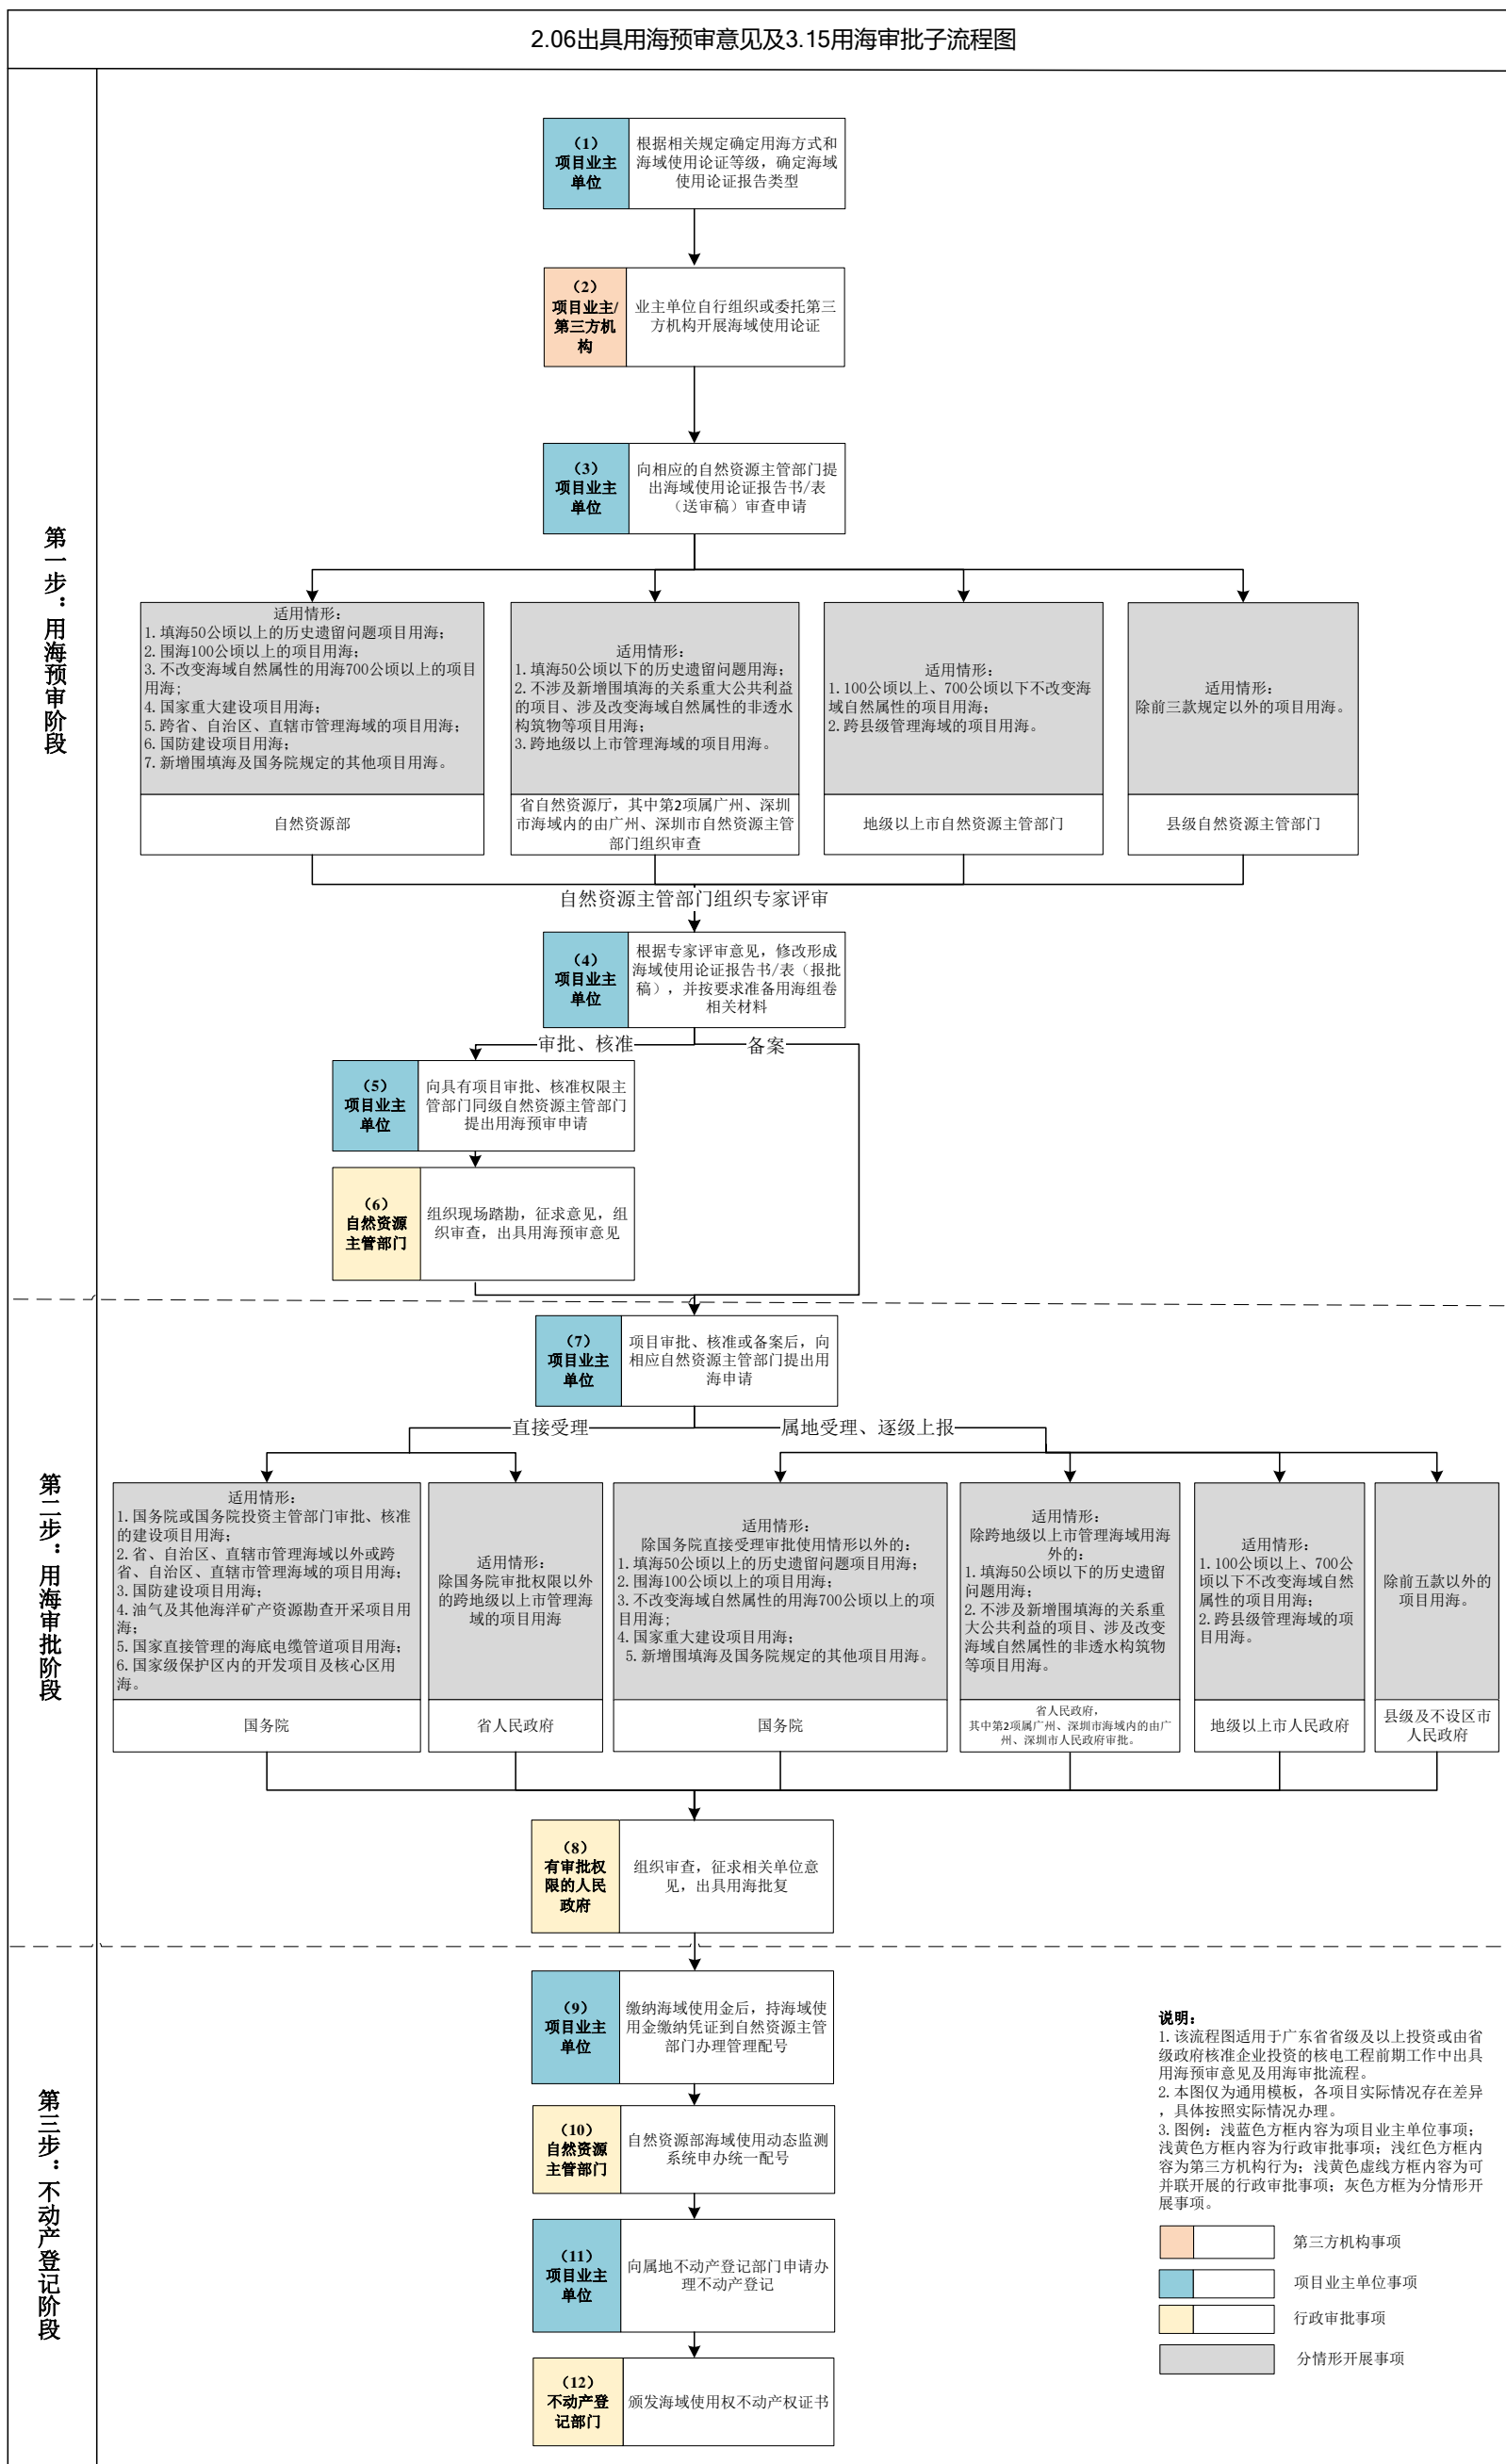 2.06出具用海预审意见及3.15用海审批子流程图
第一步：用海预审阶段
（1）
项目业主
单位
根据相关规定确定用海方式和
海域使用论证等级，确定海域
使用论证报告类型
（2）
项目业主/
第三方机
构
业主单位自行组织或委托第三
方机构开展海域使用论证
（3）
项目业主
单位
向相应的自然资源主管部门提
出海域使用论证报告书/表
（送审稿）审查申请
适用情形：
1.填海50公顷以上的历史遗留问题项目用海；
2.围海100公顷以上的项目用海；
3.不改变海域自然属性的用海700公顷以上的项目
用海;
4.国家重大建设项目用海；
5.跨省、自治区、直辖市管理海域的项目用海；
6.国防建设项目用海；
7.新增围填海及国务院规定的其他项目用海。
自然资源部
适用情形：
1.填海50公顷以下的历史遗留问题用海；
2.不涉及新增围填海的关系重大公共利益
的项目、涉及改变海域自然属性的非透水
构筑物等项目用海；
3.跨地级以上市管理海域的项目用海。
省自然资源厅，其中第2项属广州、深圳
市海域内的由广州、深圳市自然资源主管
部门组织审查
适用情形：
1.100公顷以上、700公顷以下不改变海
域自然属性的项目用海；
2.跨县级管理海域的项目用海。
地级以上市自然资源主管部门
适用情形：
除前三款规定以外的项目用海。
县级自然资源主管部门
自然资源主管部门组织专家评审
（4）
项目业主
单位
根据专家评审意见，修改形成
海域使用论证报告书/表（报批
稿），并按要求准备用海组卷
相关材料
审批、核准
备案
（5）
项目业主
单位
向具有项目审批、核准权限主
管部门同级自然资源主管部门
提出用海预审申请
（6）
自然资源
主管部门
组织现场踏勘，征求意见，组
织审查，出具用海预审意见
第二步：用海审批阶段
（7）
项目业主
单位
项目审批、核准或备案后，向
相应自然资源主管部门提出用
海申请
直接受理
属地受理、逐级上报
适用情形：
1.国务院或国务院投资主管部门审批、核准
的建设项目用海；
2.省、自治区、直辖市管理海域以外或跨
省、自治区、直辖市管理海域的项目用海；
3.国防建设项目用海；
4.油气及其他海洋矿产资源勘查开采项目用
海；
5.国家直接管理的海底电缆管道项目用海；
6.国家级保护区内的开发项目及核心区用
海。
国务院
适用情形：
除国务院审批权限以外
的跨地级以上市管理海
域的项目用海
省人民政府
适用情形：
除国务院直接受理审批使用情形以外的：
1.填海50公顷以上的历史遗留问题项目用海；
2.围海100公顷以上的项目用海；
3.不改变海域自然属性的用海700公顷以上的项
目用海;
4.国家重大建设项目用海；
5.新增围填海及国务院规定的其他项目用海。
国务院
适用情形：
除跨地级以上市管理海域用海
外的：
1.填海50公顷以下的历史遗留
问题用海；
2.不涉及新增围填海的关系重
大公共利益的项目、涉及改变
海域自然属性的非透水构筑物
等项目用海。
省人民政府，
其中第2项属广州、深圳市海域内的由广
州、深圳市人民政府审批。
适用情形：
1.100公顷以上、700公
顷以下不改变海域自然
属性的项目用海；
2.跨县级管理海域的项
目用海。
地级以上市人民政府
除前五款以外的
项目用海。
县级及不设区市
人民政府
（8）
有审批权
限的人民
政府
组织审查，征求相关单位意
见，出具用海批复
第三步：不动产登记阶段
（9）
项目业主
单位
缴纳海域使用金后，持海域使
用金缴纳凭证到自然资源主管
部门办理管理配号
（10）
自然资源
主管部门
自然资源部海域使用动态监测
系统申办统一配号
（11）
项目业主
单位
向属地不动产登记部门申请办
理不动产登记
（12）
不动产登
记部门
颁发海域使用权不动产权证书
说明：
1.该流程图适用于广东省省级及以上投资或由省
级政府核准企业投资的核电工程前期工作中出具
用海预审意见及用海审批流程。
2.本图仅为通用模板，各项目实际情况存在差异
，具体按照实际情况办理。
3.图例：浅蓝色方框内容为项目业主单位事项；
浅黄色方框内容为行政审批事项；浅红色方框内
容为第三方机构行为；浅黄色虚线方框内容为可
并联开展的行政审批事项；灰色方框为分情形开
展事项。
第三方机构事项
项目业主单位事项
行政审批事项
分情形开展事项